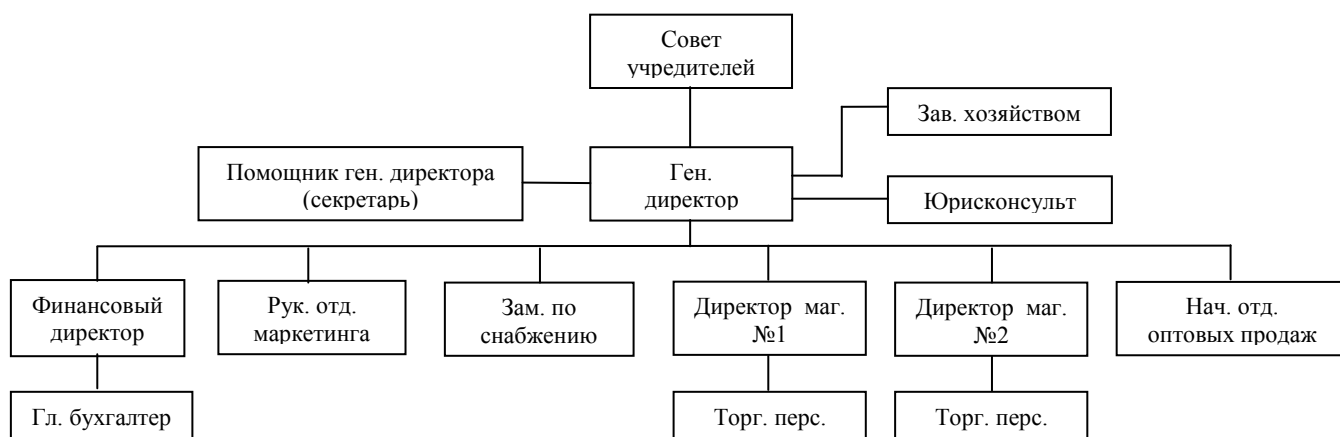 Совет
учредителей
Зав. хозяйством
Помощник ген. директора
(секретарь)
Ген.
директор
Юрисконсульт
Финансовый
директор
Рук. отд.
маркетинга
Зам. по
снабжению
Директор маг.
№1
Директор маг.
№2
Нач. отд.
оптовых продаж
Гл. бухгалтер
Торг. перс.
Торг. перс.